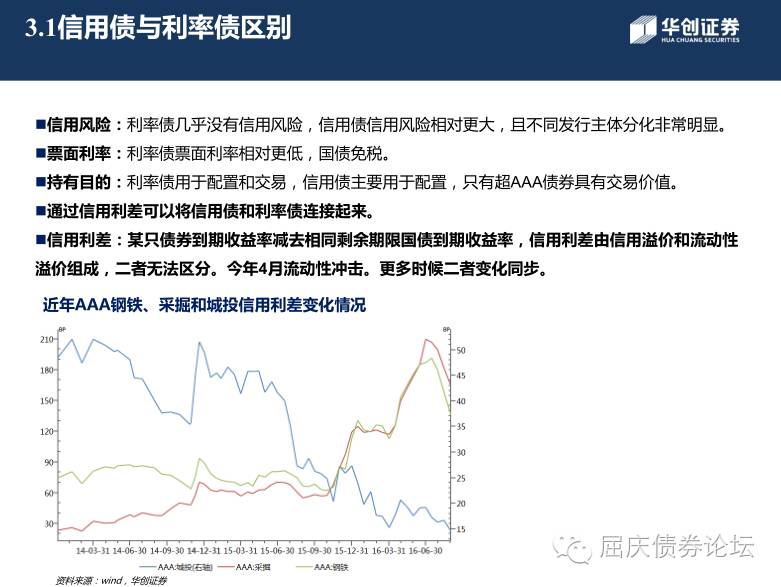 3.1信用债与利率债区别
华创证券
HUA CHUANG SECURITIES
■信用风险：利率债几乎没有信用风险，信用债信用风险相对更大，且不同发行主体分化非常明显。
■票面利率：利率债票面利率相对更低，国债免税。
■持有目的：利率债用于配置和交易，信用债主要用于配置，只有超AAA债券具有交易价值。
■通过信用利差可以将信用债和利率债连接起来。
■信用利差：某只债券到期收益率减去相同剩余期限国债到期收益率，信用利差由信用溢价和流动性
溢价组成，二者无法区分。今年4月流动性冲击。更多时候二者变化同步。
近年AAA钢铁、采掘和城投信用利差变化情况
BP BP
210
180
150
120
90
60
30
50
45
40
35
30
25
20
15
14-03-31 14-06-30 14-09-30 14-12-31 15-03-31 15-06-30 15-09-30 15-12-31 16-03-31 16-06-30
AAA:城投(右轴) AAA:采掘 AAA:钢铁
资料来源：wind，华创证券
屈庆债券论坛